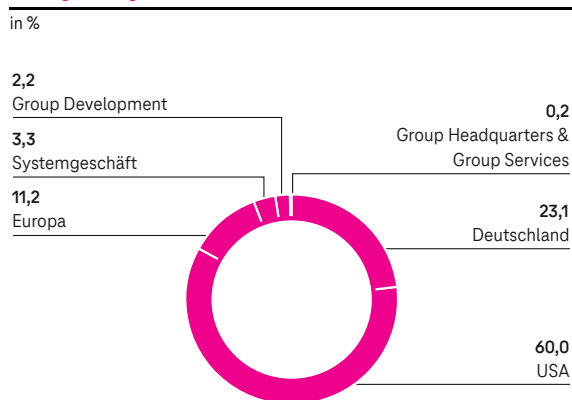 in %
2,2
Group Development
3,3
Systemgeschäft
11,2
Europa
0,2
Group Headquarters &
Group Services
23,1
Deutschland
60,0
USA